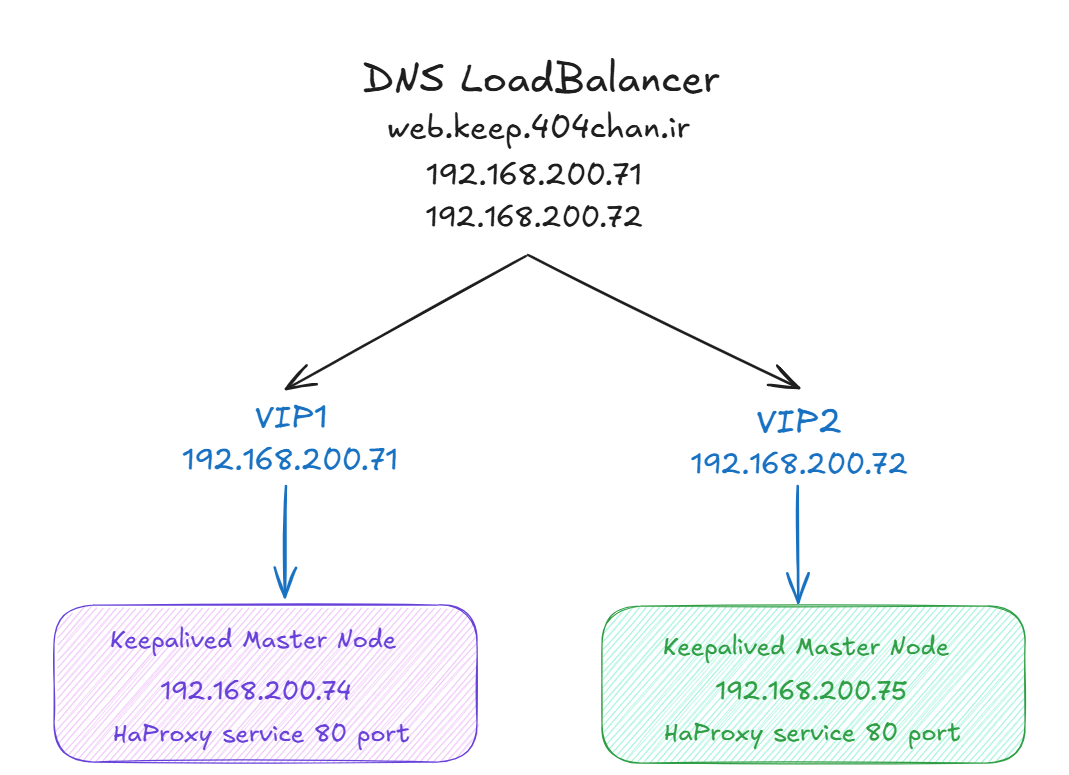 DNS LoadBalancer
web.keep.404chan.ir
192.168.200.71
192.168.200.72
VIP1
192.168.200.71
VIP2
192.168.200.72
Keepalived Master Node
192.168.200.74
HaProxy service 80 port
Keepalived Master Node
192.168.200.75
HaProxy service 80 port